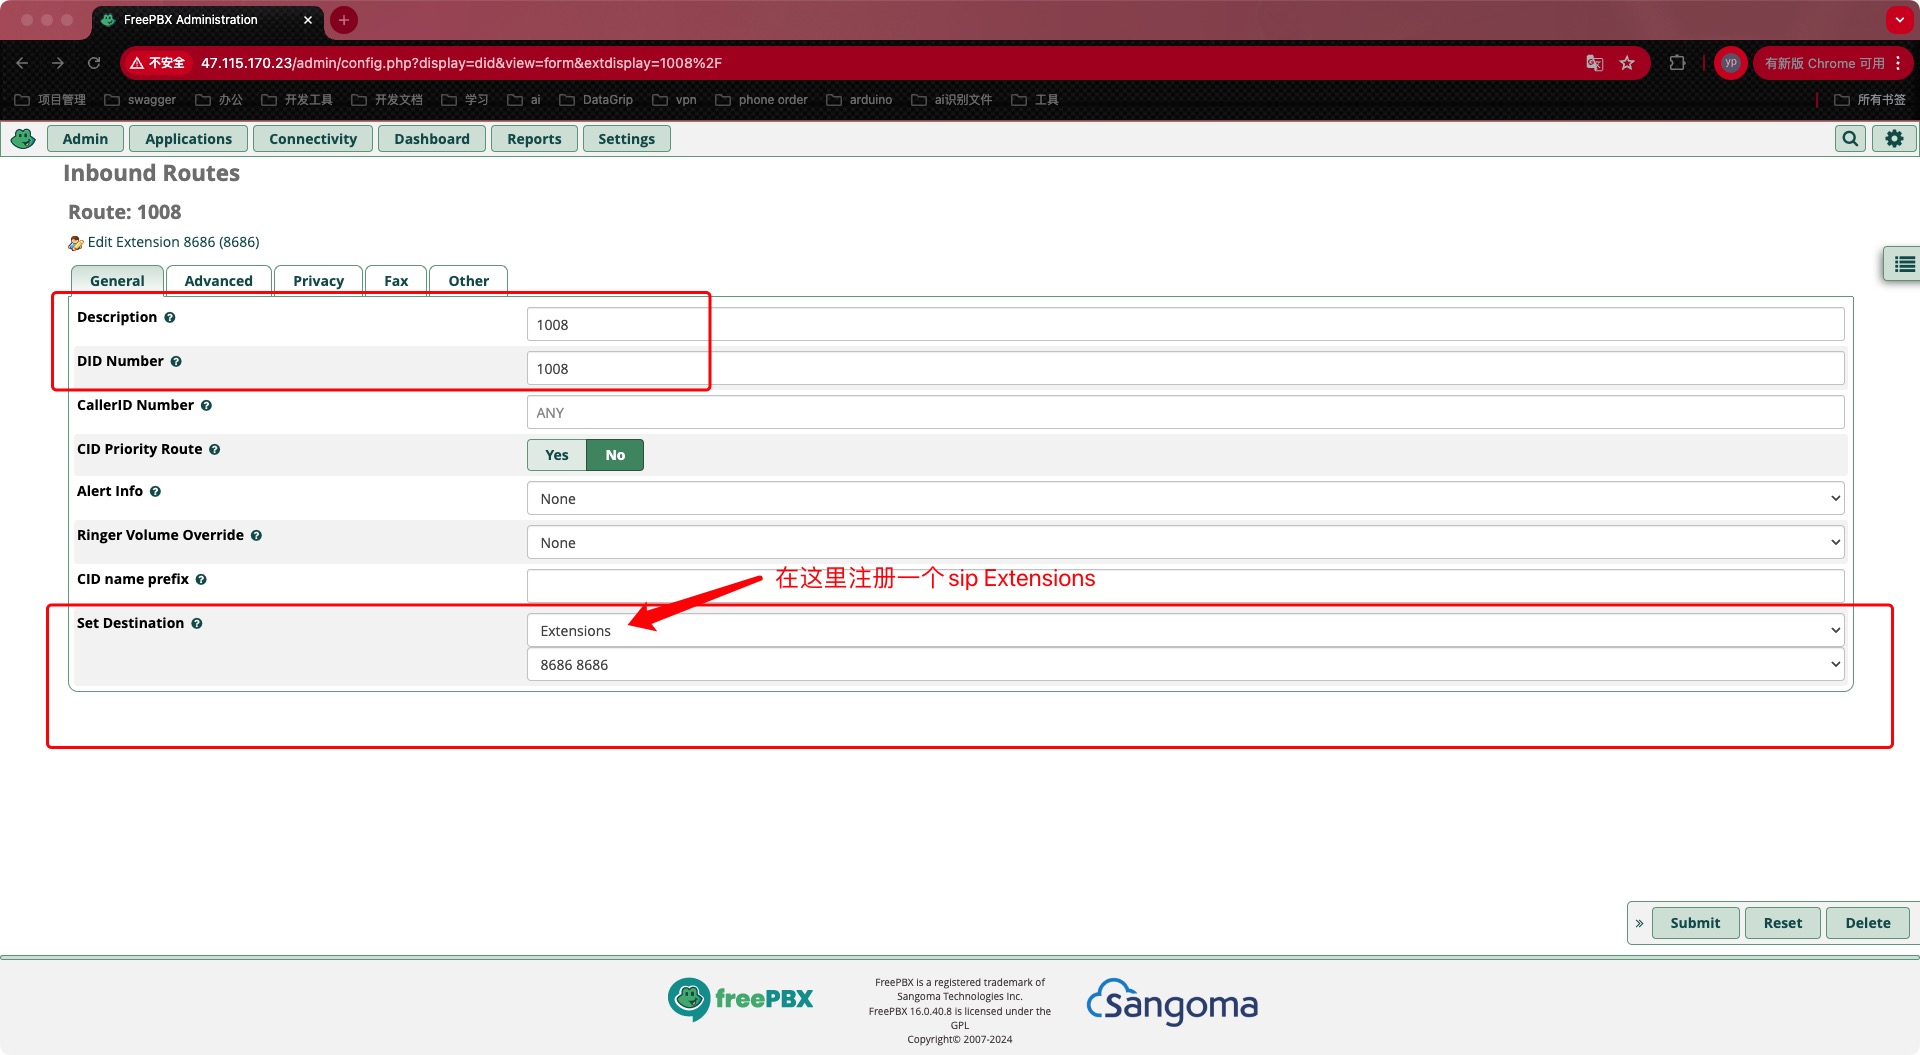 FreePBX Administration
不安全 47.115.170.23/admin/config.php?display=did&view=form&extdisplay=1008%2F
yp
有新版 Chrome 可用
项目管理 swagger 办公 开发工具 开发文档 学习 ai DataGrip vpn phone order arduino ai识别文件 工具 所有书签
Admin Applications Connectivity Dashboard Reports Settings
Inbound Routes
Route: 1008
Edit Extension 8686 (8686)
General Advanced Privacy Fax Other
Description 1008
DID Number 1008
CallerID Number ANY
CID Priority Route Yes No
Alert Info None
Ringer Volume Override None
CID name prefix
在这里注册一个 sip Extensions
Set Destination Extensions
8686 8686
» Submit Reset Delete
freePBX
FreePBX is a registered trademark of
Sangoma Technologies Inc.
FreePBX 16.0.40.8 is licensed under the
GPL
Copyright© 2007-2024
Sangoma